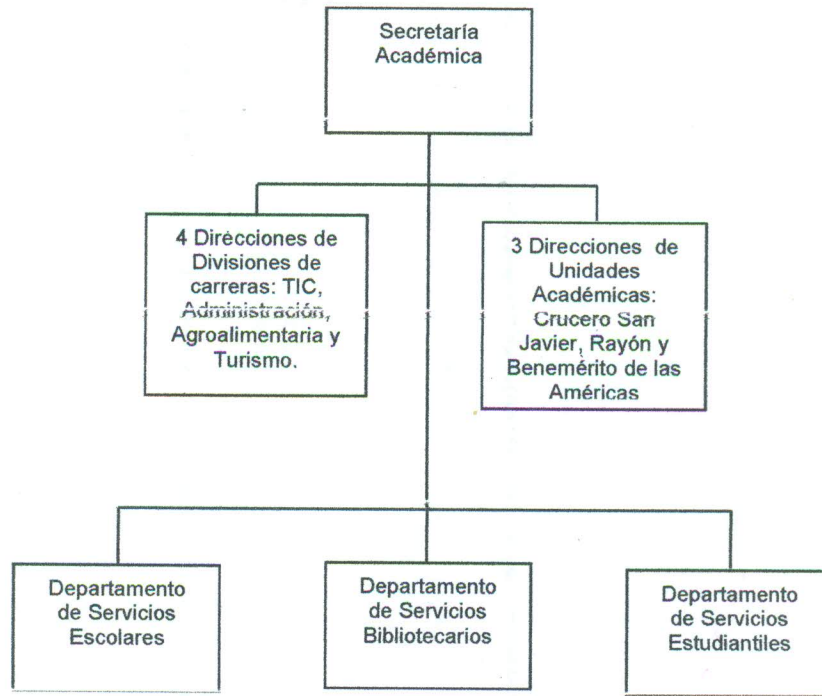 Secretaría
Académica
4 Direcciones de
Divisiones de
carreras: TIC,
Administración,
Agroalimentaria y
Turismo.
3 Direcciones de
Unidades
Académicas:
Crucero San
Javier, Rayón y
Benemérito de las
Américas
Departamento
de Servicios
Escolares
Departamento
de Servicios
Bibliotecarios
Departamento
de Servicios
Estudiantiles